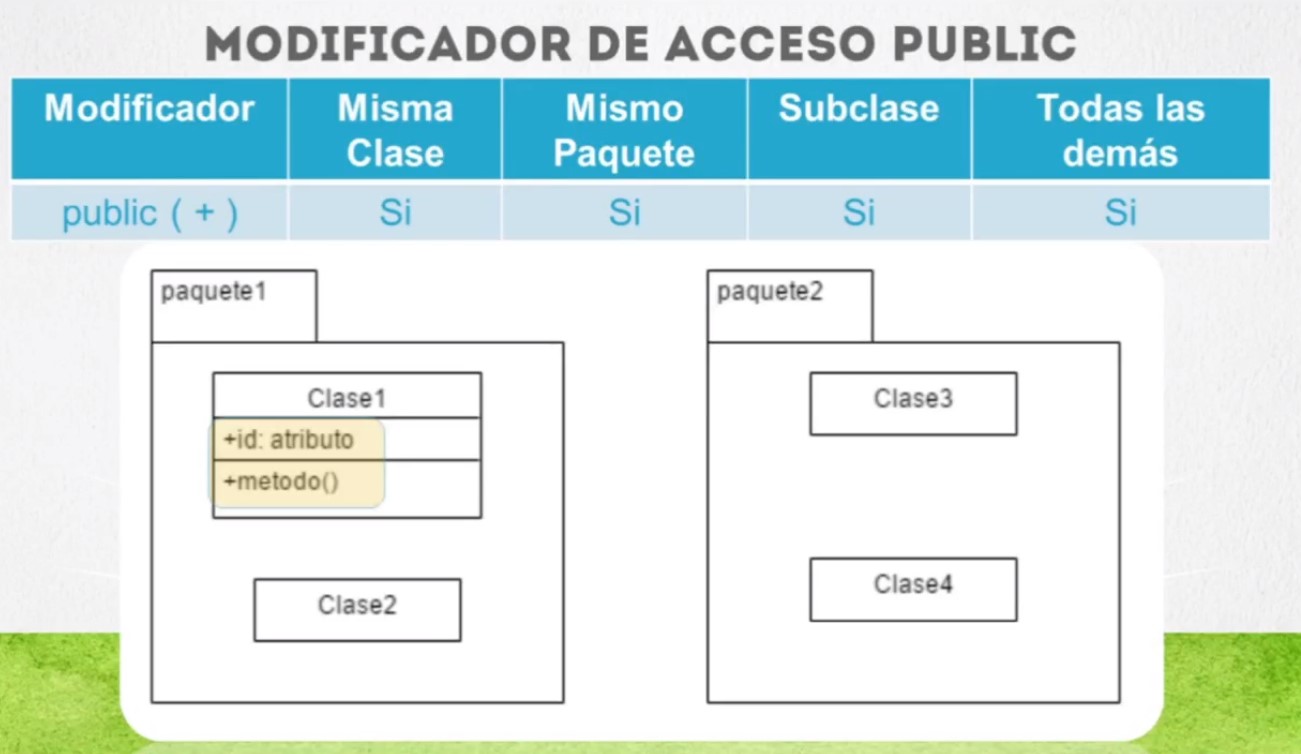 MODIFICADOR DE ACCESO PUBLIC
Modificador Misma Clase Mismo Paquete Subclase Todas las demás
public ( + ) Si Si Si Si
paquete1
Clase1
+id: atributo
+metodo()
Clase2
paquete2
Clase3
Clase4